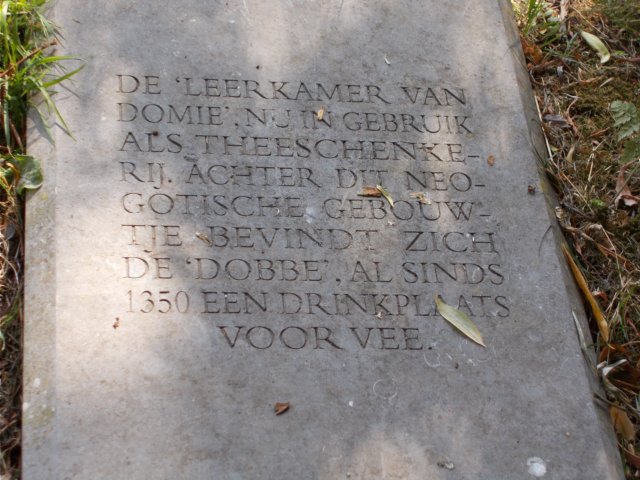 DE 'LEERKAMER VAN
DOMIE', NU IN GEBRUIK
ALS THEESCHENKE-
RIJ. ACHTER DIT NEO-
GOTISCHE GEBOUW-
TJE BEVINDT ZICH
DE 'DOBBE', AL SINDS
1350 EEN DRINKPLAATS
VOOR VEE.